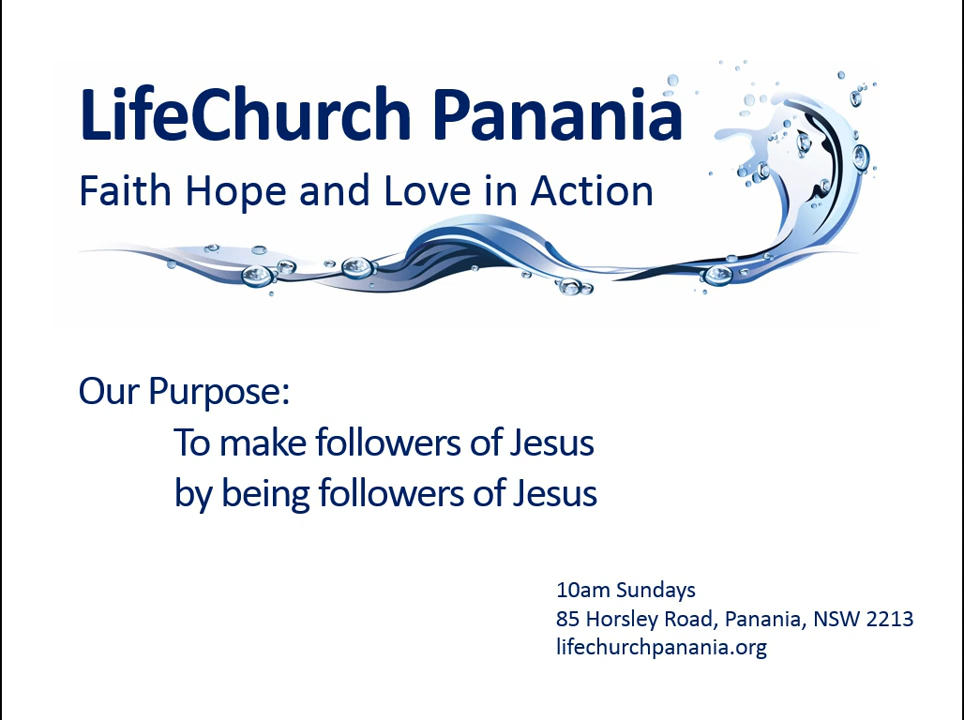 LifeChurch Panania
Faith Hope and Love in Action
Our Purpose:
To make followers of Jesus
by being followers of Jesus
10am Sundays
85 Horsley Road, Panania, NSW 2213
lifechurchpanania.org